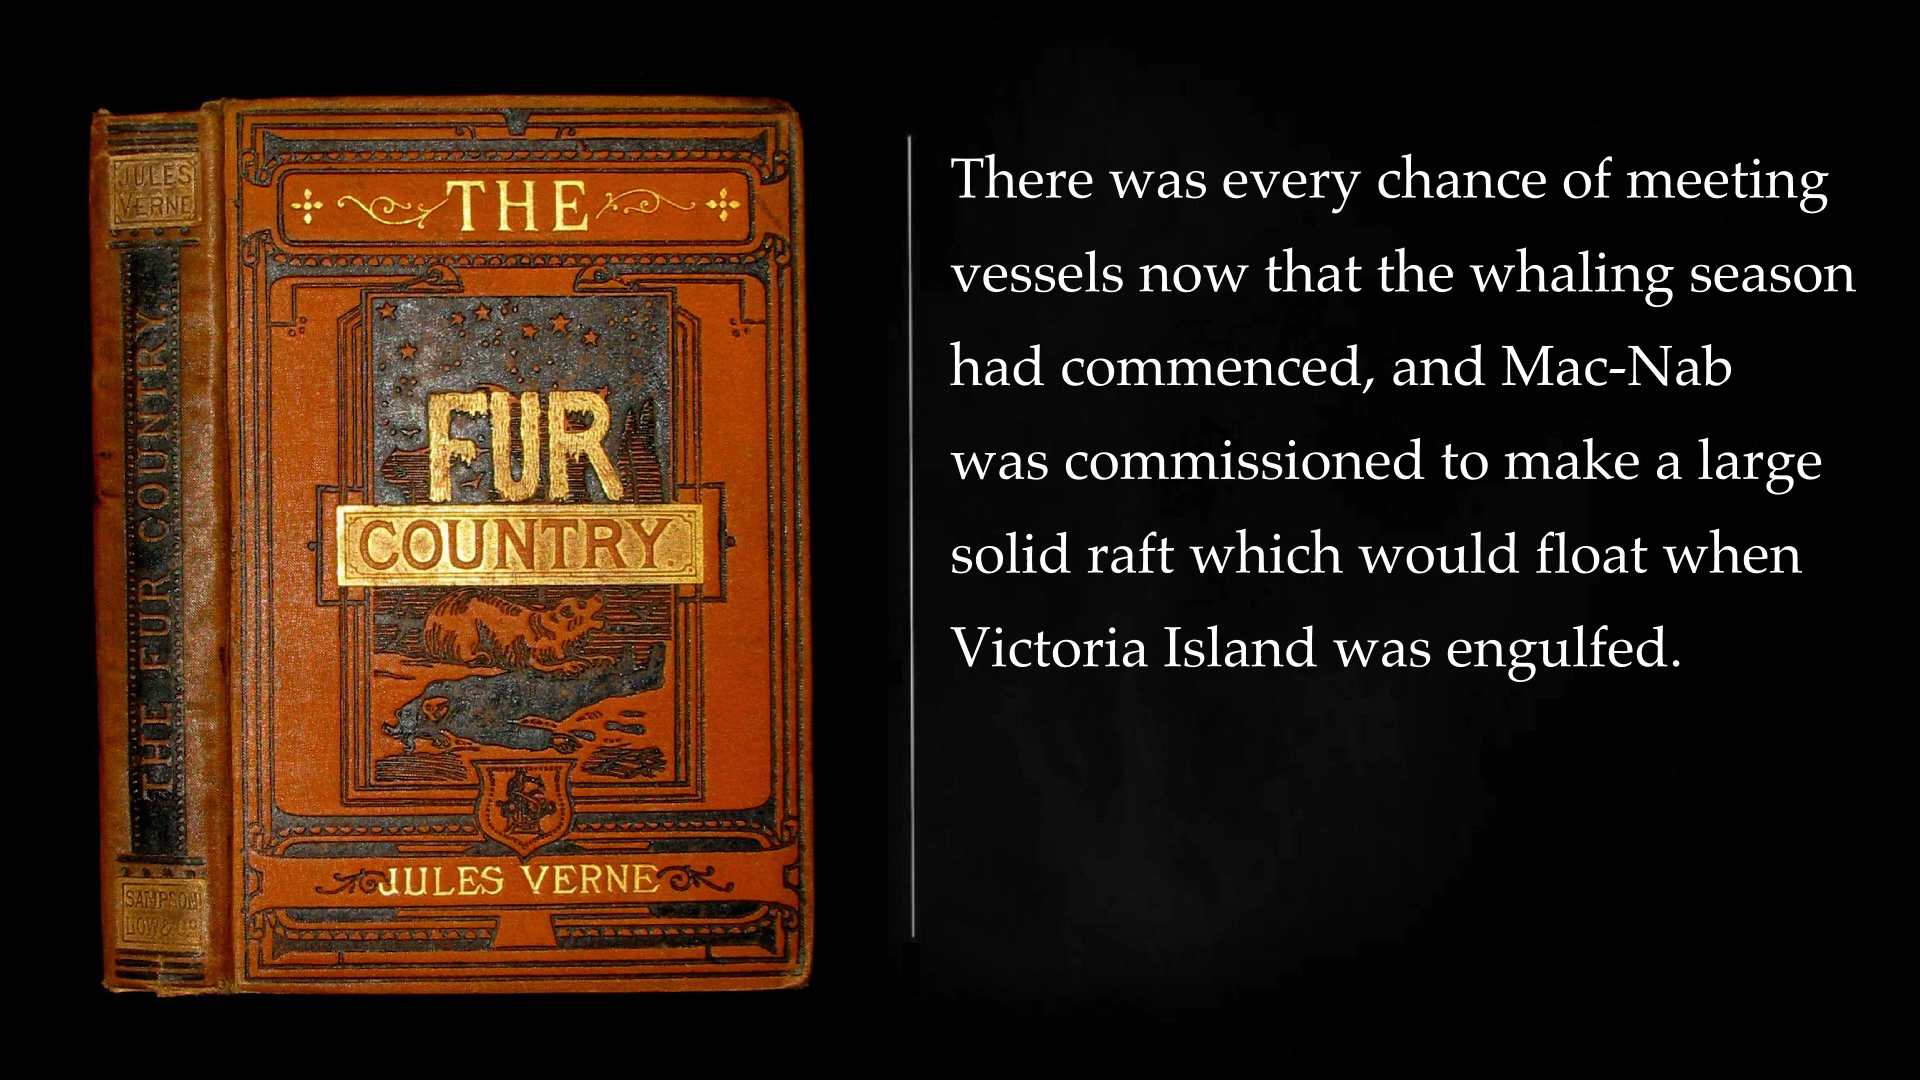 JULES
VERNE
THE FUR COUNTRY.
SAMPSON
LOW & Co
THE
FUR
COUNTRY.
JULES VERNE
There was every chance of meeting
vessels now that the whaling season
had commenced, and Mac-Nab
was commissioned to make a large
solid raft which would float when
Victoria Island was engulfed.